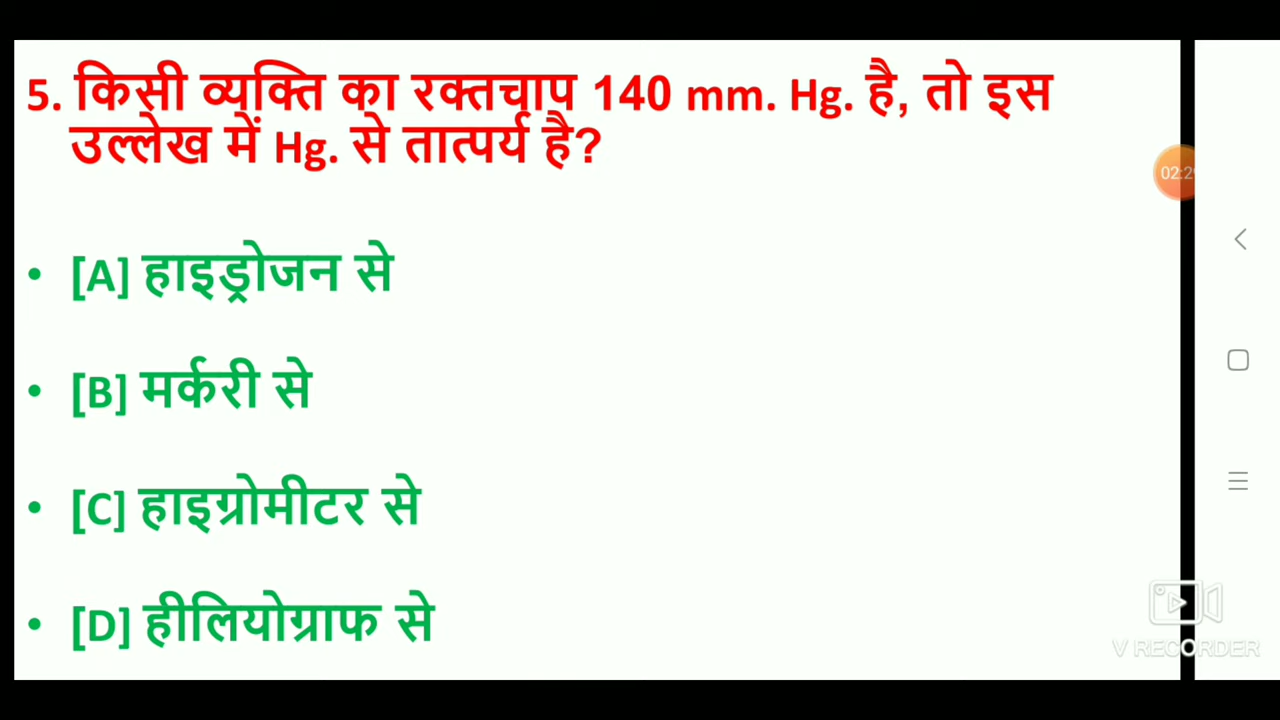 5. किसी व्यक्ति का रक्तचाप 140 mm. Hg. है, तो इस
उल्लेख में Hg. से तात्पर्य है?
• [A] हाइड्रोजन से
• [B] मर्करी से
• [C] हाइग्रोमीटर से
• [D] हीलियोग्राफ से
V RECORDER